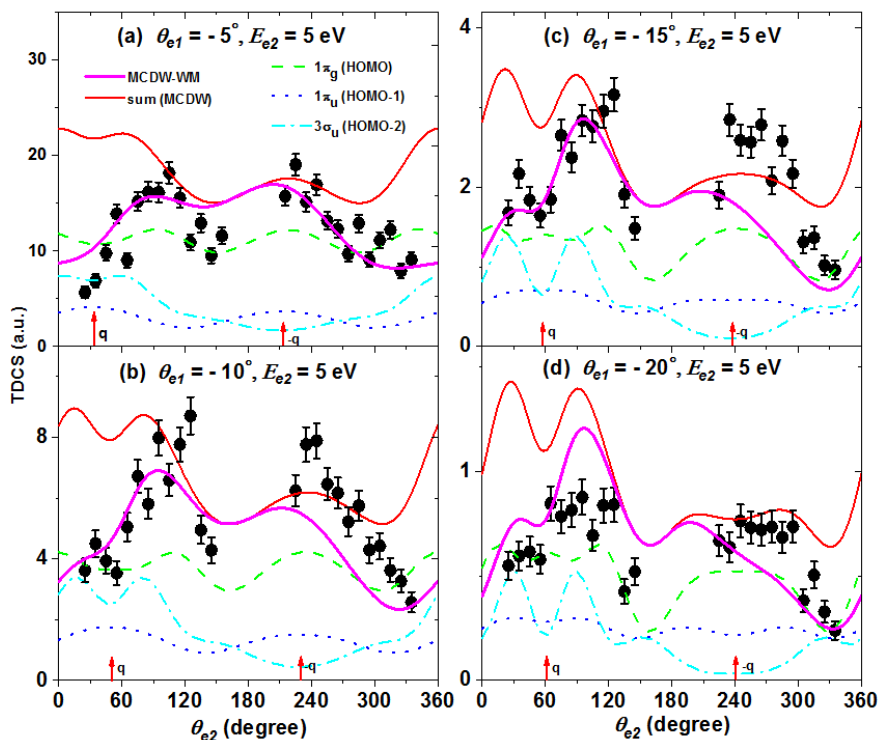 (a) θe1 = - 5°, Ee2 = 5 eV
MCDW-WM
sum (MCDW)
1πg (HOMO)
1πu (HOMO-1)
3σu (HOMO-2)
35
30
20
10
0
q
-q
(c) θe1 = - 15°, Ee2 = 5 eV
4
2
0
q
-q
(b) θe1 = - 10°, Ee2 = 5 eV
8
4
0
q
-q
0 60 120 180 240 300 360
θe2 (degree)
TDCS (a.u.)
(d) θe1 = - 20°, Ee2 = 5 eV
1
0
q
-q
0 60 120 180 240 300 360
θe2 (degree)